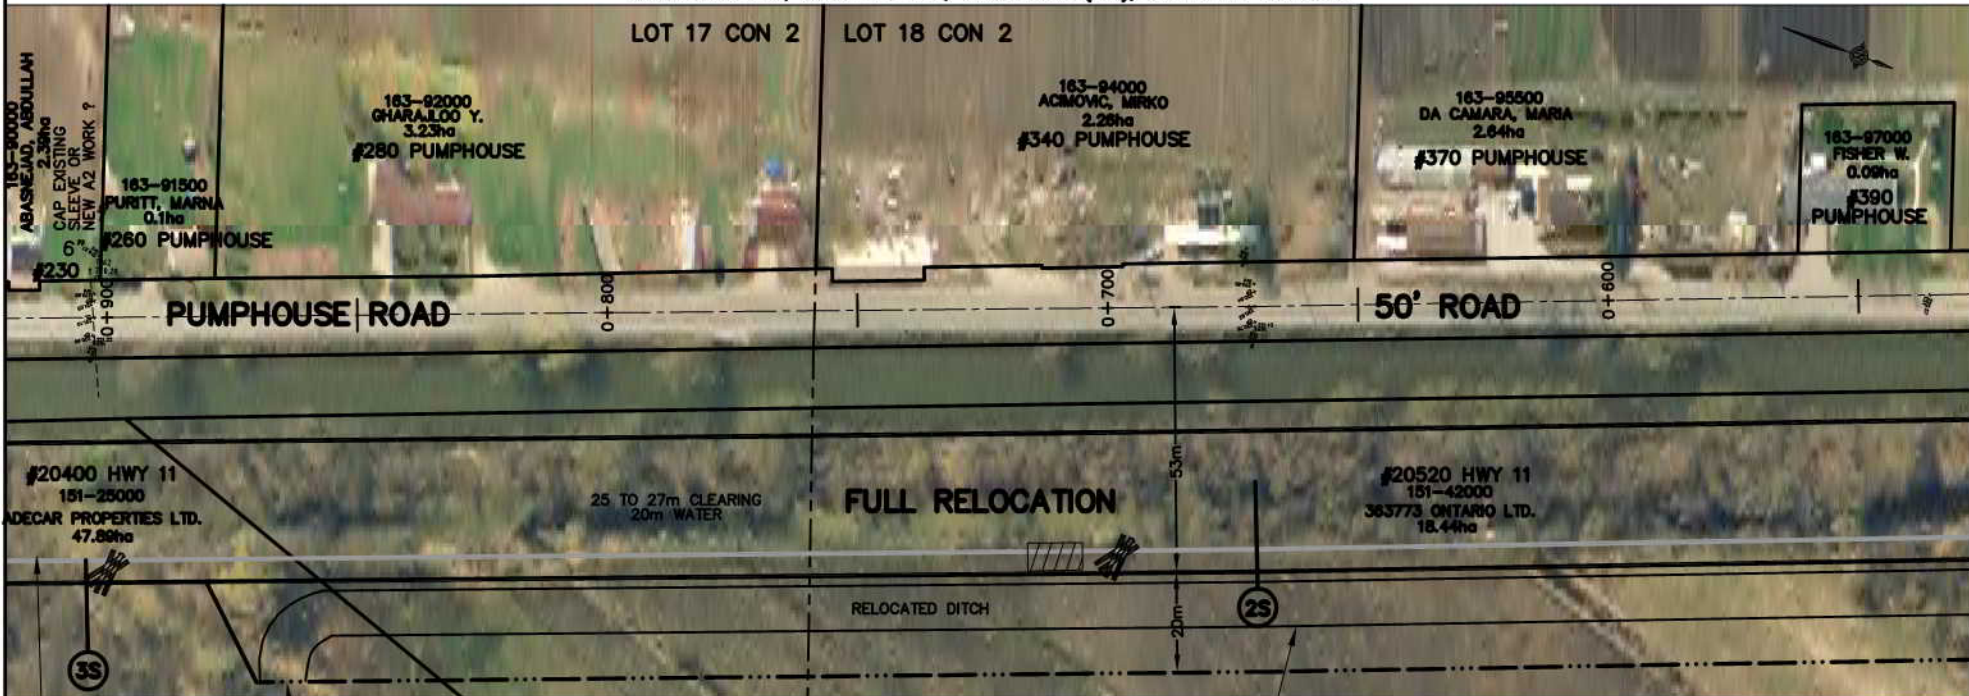 LOT 17 CON 2
LOT 18 CON 2
163-90000
ABASNEJAD, ABDULLAH
2.39ha
CAP EXISTING
SLEEVE OR
NEW A2 WORK ?
6"
#230
163-91500
PURITT, MARNA
0.1ha
#260 PUMPHOUSE
163-92000
GHARAJLOO Y.
3.23ha
#280 PUMPHOUSE
163-94000
ACIMOVIC, MIRKO
2.26ha
#340 PUMPHOUSE
163-95500
DA CAMARA, MARIA
2.64ha
#370 PUMPHOUSE
163-97000
FISHER W.
0.09ha
#390
PUMPHOUSE
0+900
PUMPHOUSE ROAD
0+800
0+700
50' ROAD
0+600
#20400 HWY 11
151-25000
ADECAR PROPERTIES LTD.
47.89ha
25 TO 27m CLEARING
20m WATER
FULL RELOCATION
53m
#20520 HWY 11
151-42000
363773 ONTARIO LTD.
18.44ha
RELOCATED DITCH
20m
2S
3S